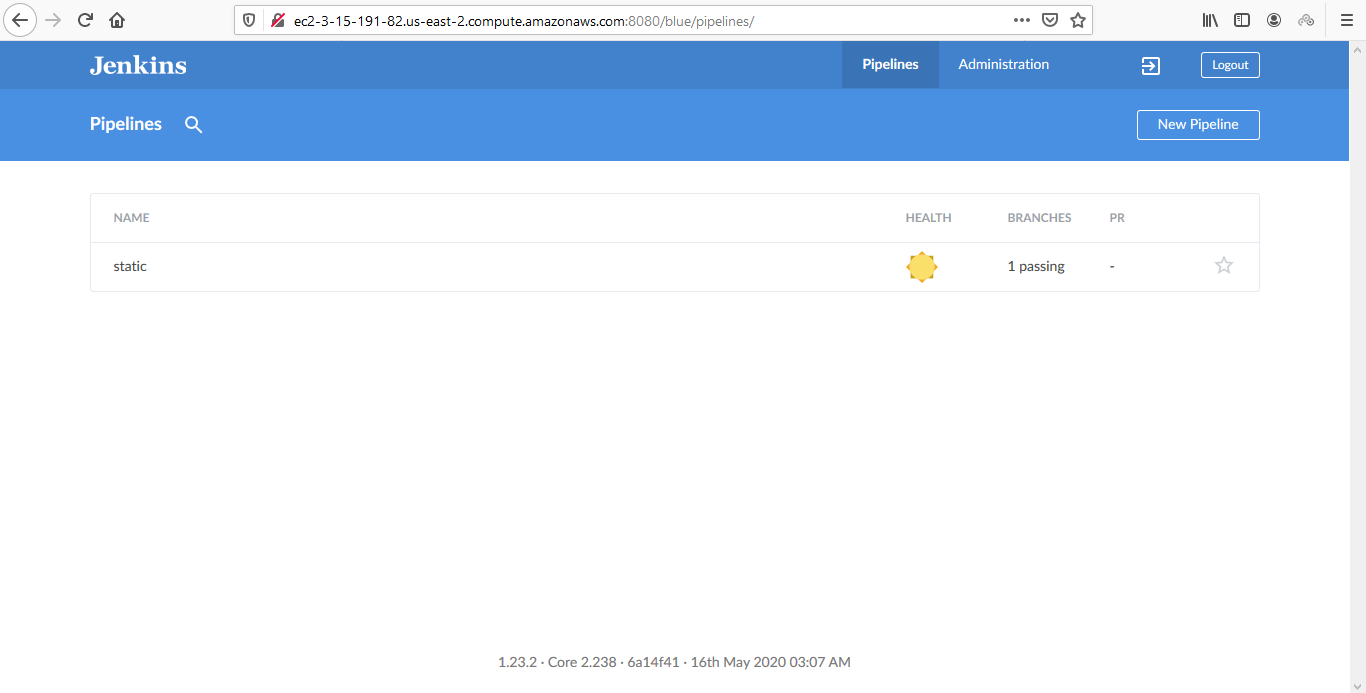 ec2-3-15-191-82.us-east-2.compute.amazonaws.com:8080/blue/pipelines/
Jenkins Pipelines Administration Logout
Pipelines New Pipeline
NAME HEALTH BRANCHES PR
static 1 passing -
1.23.2 · Core 2.238 · 6a14f41 · 16th May 2020 03:07 AM